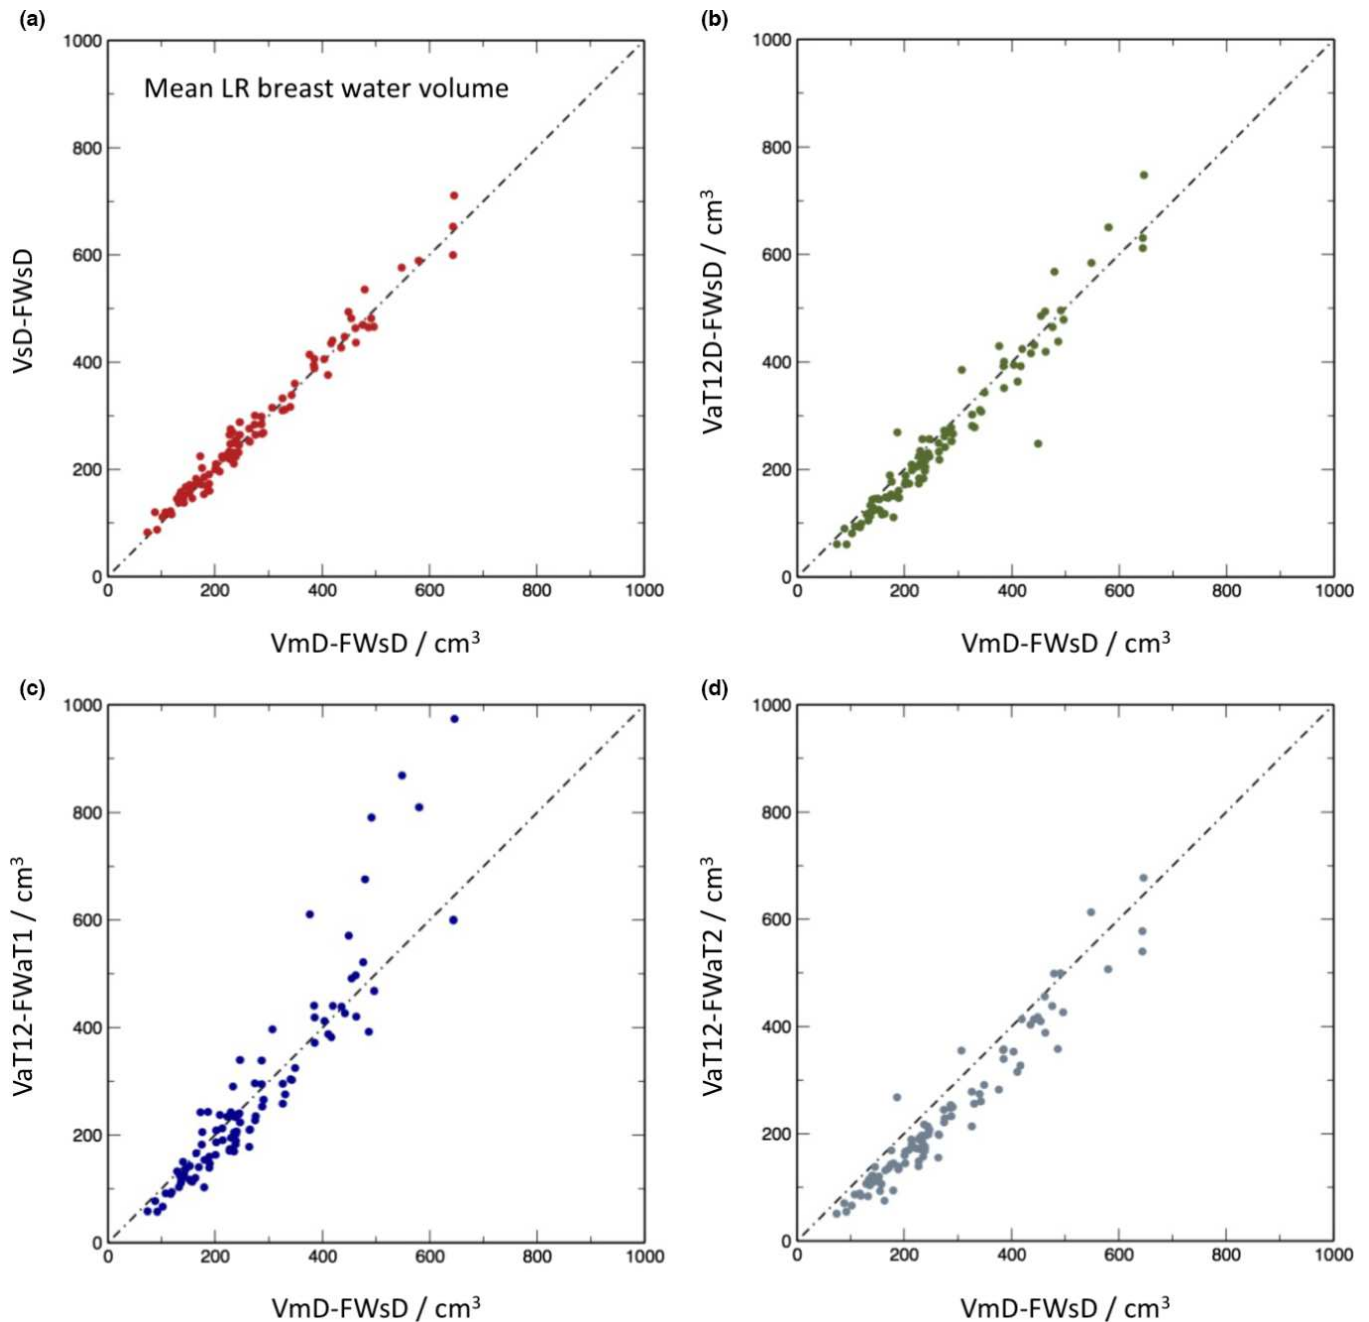 (a)
1000
800
600
400
200
0
Mean LR breast water volume
VsD-FWsD
0 200 400 600 800 1000
VmD-FWsD / cm³
(b)
1000
800
600
400
200
0
VaT12D-FWsD / cm³
0 200 400 600 800 1000
VmD-FWsD / cm³
(c)
1000
800
600
400
200
0
VaT12-FWaT1 / cm³
0 200 400 600 800 1000
VmD-FWsD / cm³
(d)
1000
800
600
400
200
0
VaT12-FWaT2 / cm³
0 200 400 600 800 1000
VmD-FWsD / cm³